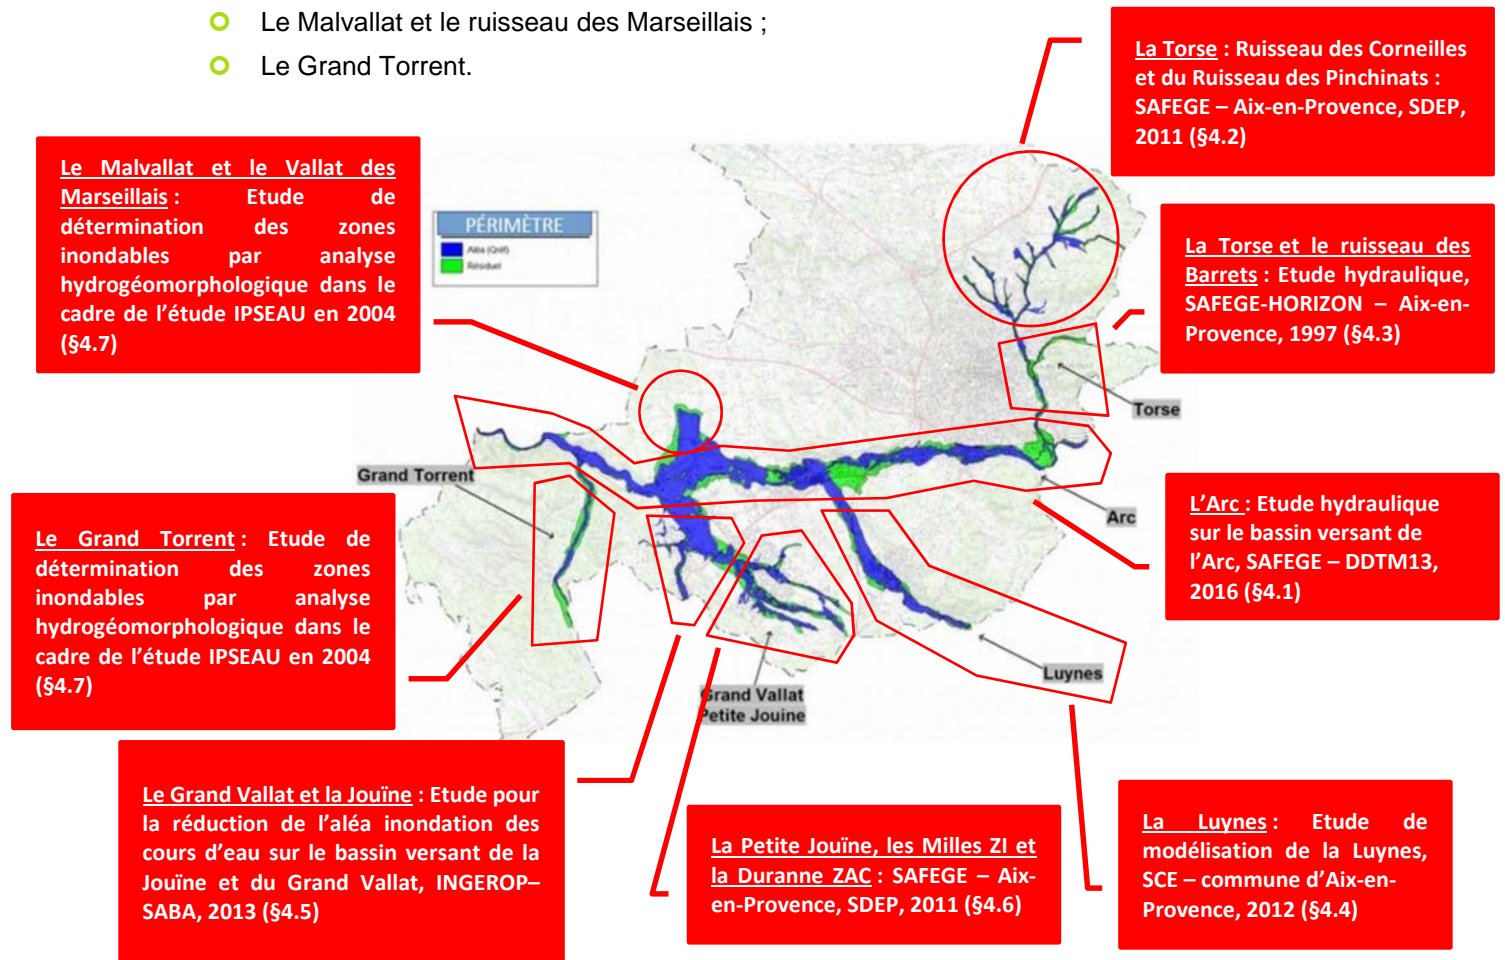 Le Malvallat et le ruisseau des Marseillais ;
Le Grand Torrent.
La Torse : Ruisseau des Corneilles
et du Ruisseau des Pinchinats :
SAFEGE – Aix-en-Provence, SDEP,
2011 (§4.2)
Le Malvallat et le Vallat des
Marseillais : Etude de
détermination des zones
inondables par analyse
hydrogéomorphologique dans le
cadre de l’étude IPSEAU en 2004
(§4.7)
PÉRIMÈTRE
Aléa (Qréf)
Résiduel
La Torse et le ruisseau des
Barrets : Etude hydraulique,
SAFEGE-HORIZON – Aix-en-
Provence, 1997 (§4.3)
Torse
Grand Torrent
Arc
L’Arc : Etude hydraulique
sur le bassin versant de
l’Arc, SAFEGE – DDTM13,
2016 (§4.1)
Le Grand Torrent : Etude de
détermination des zones
inondables par analyse
hydrogéomorphologique dans le
cadre de l’étude IPSEAU en 2004
(§4.7)
Luynes
Grand Vallat
Petite Jouine
Le Grand Vallat et la Jouïne : Etude pour
la réduction de l’aléa inondation des
cours d’eau sur le bassin versant de la
Jouïne et du Grand Vallat, INGEROP–
SABA, 2013 (§4.5)
La Petite Jouïne, les Milles ZI et
la Duranne ZAC : SAFEGE – Aix-
en-Provence, SDEP, 2011 (§4.6)
La Luynes : Etude de
modélisation de la Luynes,
SCE – commune d’Aix-en-
Provence, 2012 (§4.4)